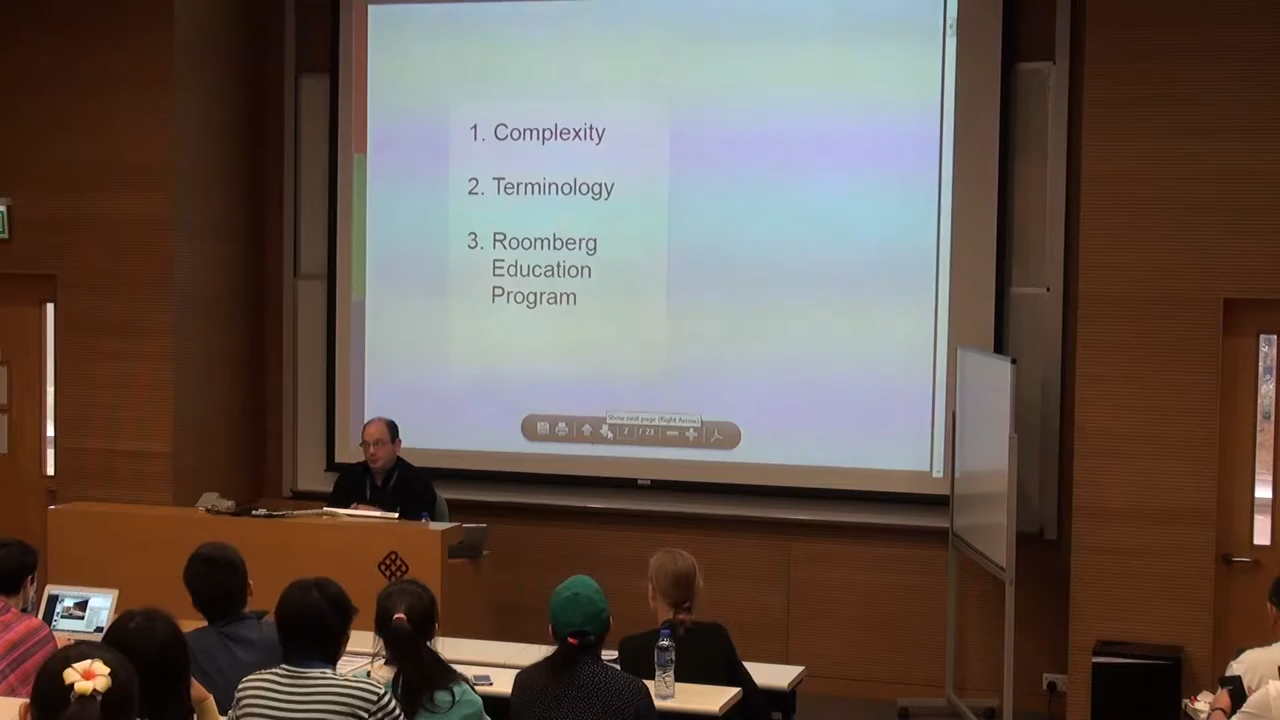 1. Complexity
2. Terminology
3. Roomberg
Education
Program
Show next page (Right Arrow)
2 / 23